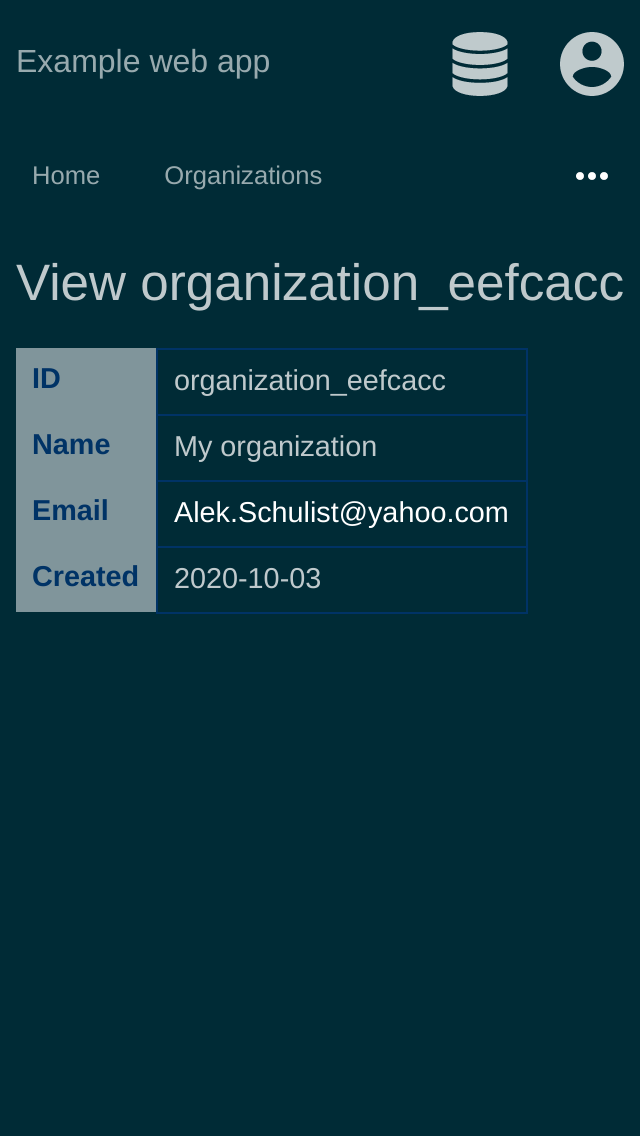 Example web app
Home Organizations
View organization_eefcacc
ID organization_eefcacc
Name My organization
Email Alek.Schulist@yahoo.com
Created 2020-10-03